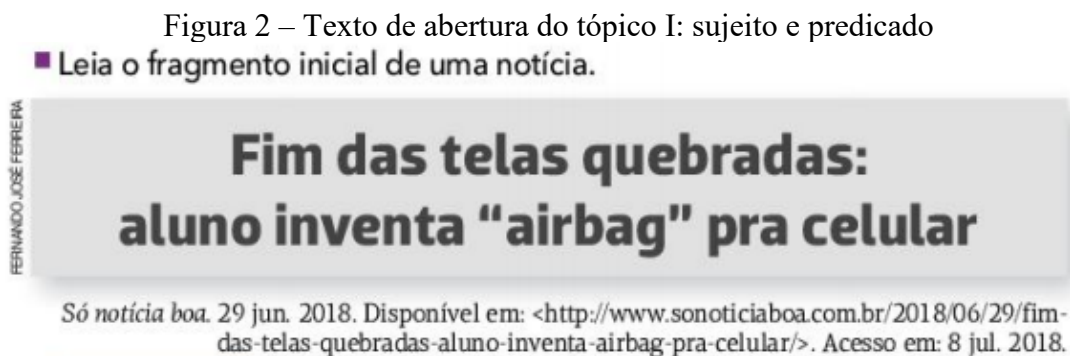 Figura 2 – Texto de abertura do tópico I: sujeito e predicado
Leia o fragmento inicial de uma notícia.
FERNANDO JOSÉ FERREIRA
Fim das telas quebradas:
aluno inventa “airbag” pra celular
Só notícia boa. 29 jun. 2018. Disponível em: <http://www.sonoticiaboa.com.br/2018/06/29/fim-
das-telas-quebradas-aluno-inventa-airbag-pra-celular/>. Acesso em: 8 jul. 2018.